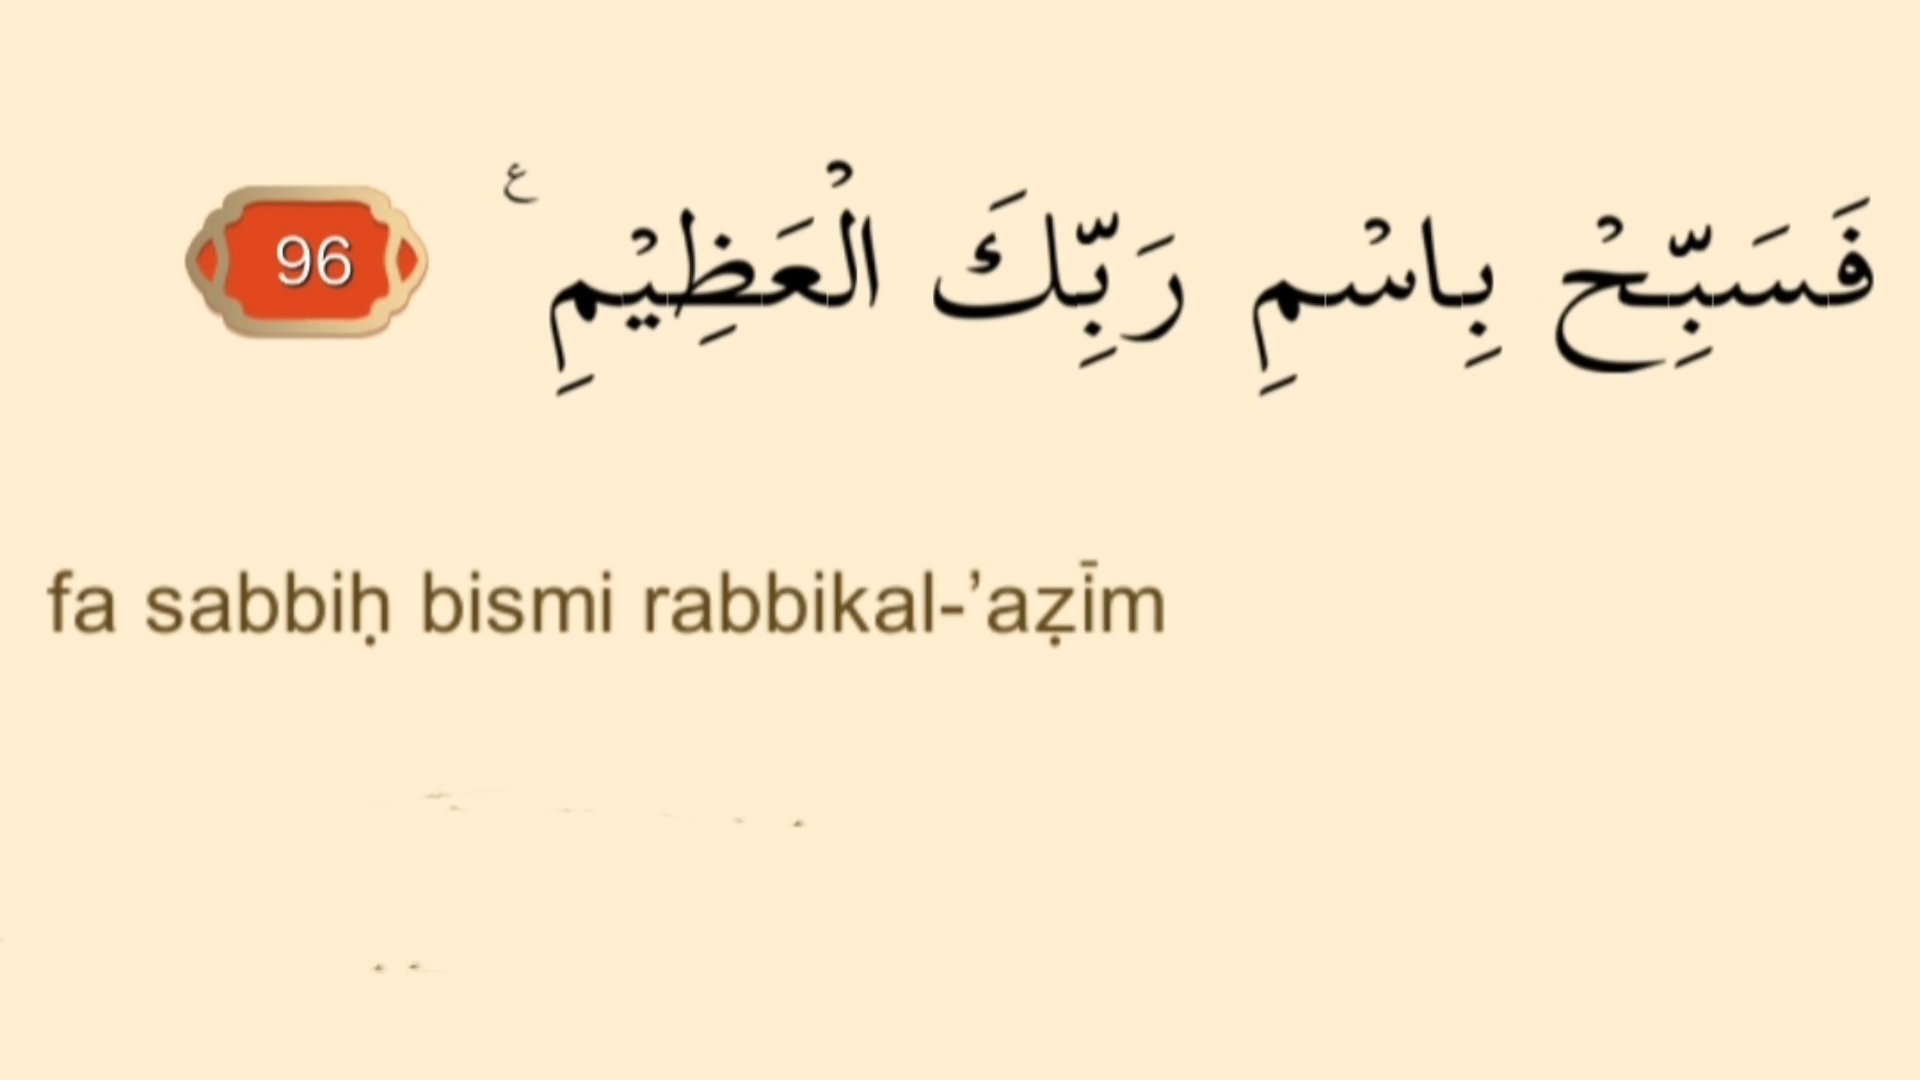 فَسَبِّحْ بِاسْمِ رَبِّكَ الْعَظِيْمِ ۚ ع 96
fa sabbiḥ bismi rabbikal-’aẓīm